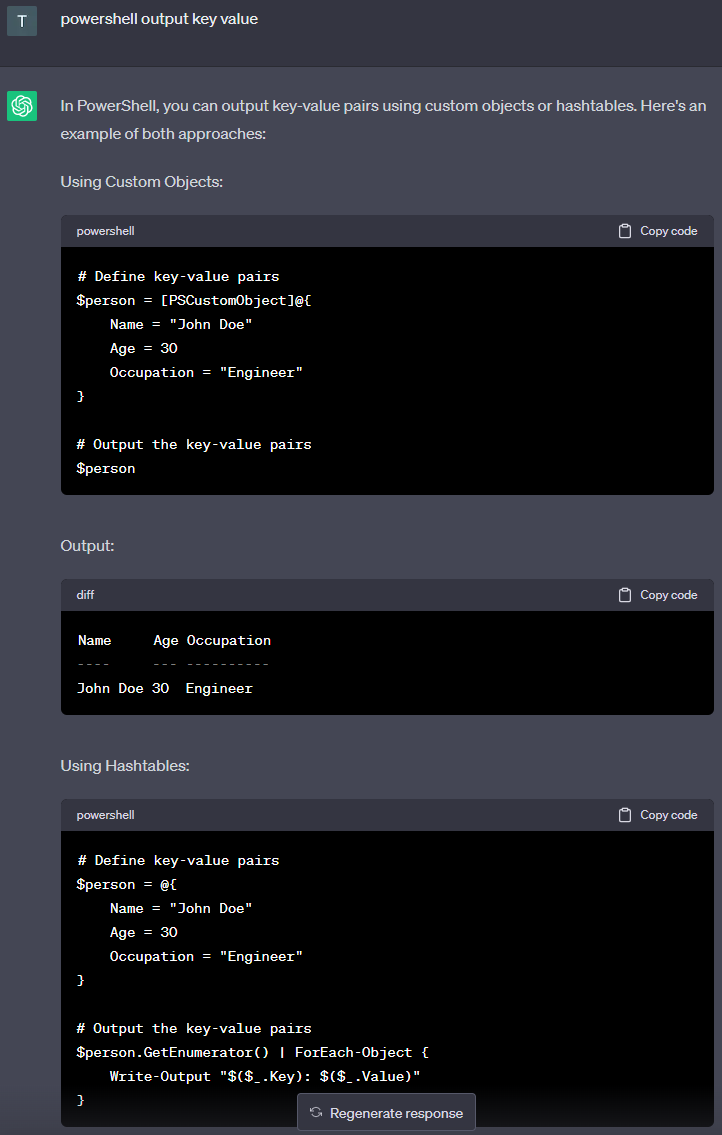 T
powershell output key value
In PowerShell, you can output key-value pairs using custom objects or hashtables. Here's an
example of both approaches:
Using Custom Objects:
powershell
Copy code
# Define key-value pairs
$person = [PSCustomObject]@{
    Name = "John Doe"
    Age = 30
    Occupation = "Engineer"
}
# Output the key-value pairs
$person
Output:
diff
Copy code
Name     Age Occupation
----     --- ----------
John Doe 30  Engineer
Using Hashtables:
powershell
Copy code
# Define key-value pairs
$person = @{
    Name = "John Doe"
    Age = 30
    Occupation = "Engineer"
}
# Output the key-value pairs
$person.GetEnumerator() | ForEach-Object {
    Write-Output "$($_.Key): $($_.Value)"
}
Regenerate response